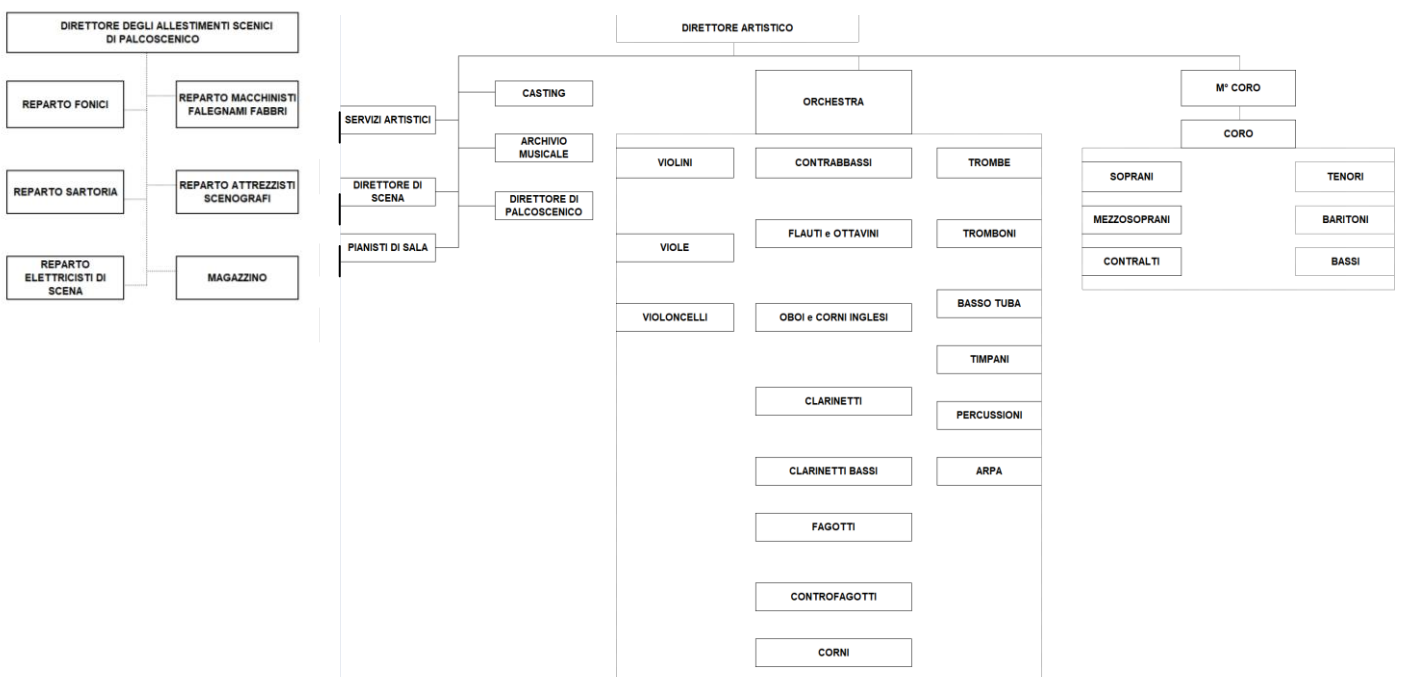 DIRETTORE DEGLI ALLESTIMENTI SCENICI
DI PALCOSCENICO
REPARTO FONICI
REPARTO MACCHINISTI
FALEGNAMI FABBRI
REPARTO SARTORIA
REPARTO ATTREZZISTI
SCENOGRAFI
REPARTO
ELETTRICISTI DI
SCENA
MAGAZZINO
DIRETTORE ARTISTICO
SERVIZI ARTISTICI
DIRETTORE DI
SCENA
PIANISTI DI SALA
CASTING
ARCHIVIO
MUSICALE
DIRETTORE DI
PALCOSCENICO
ORCHESTRA
VIOLINI
VIOLE
VIOLONCELLI
CONTRABBASSI
FLAUTI e OTTAVINI
OBOI e CORNI INGLESI
CLARINETTI
CLARINETTI BASSI
FAGOTTI
CONTROFAGOTTI
CORNI
TROMBE
TROMBONI
BASSO TUBA
TIMPANI
PERCUSSIONI
ARPA
M° CORO
CORO
SOPRANI
MEZZOSOPRANI
CONTRALTI
TENORI
BARITONI
BASSI